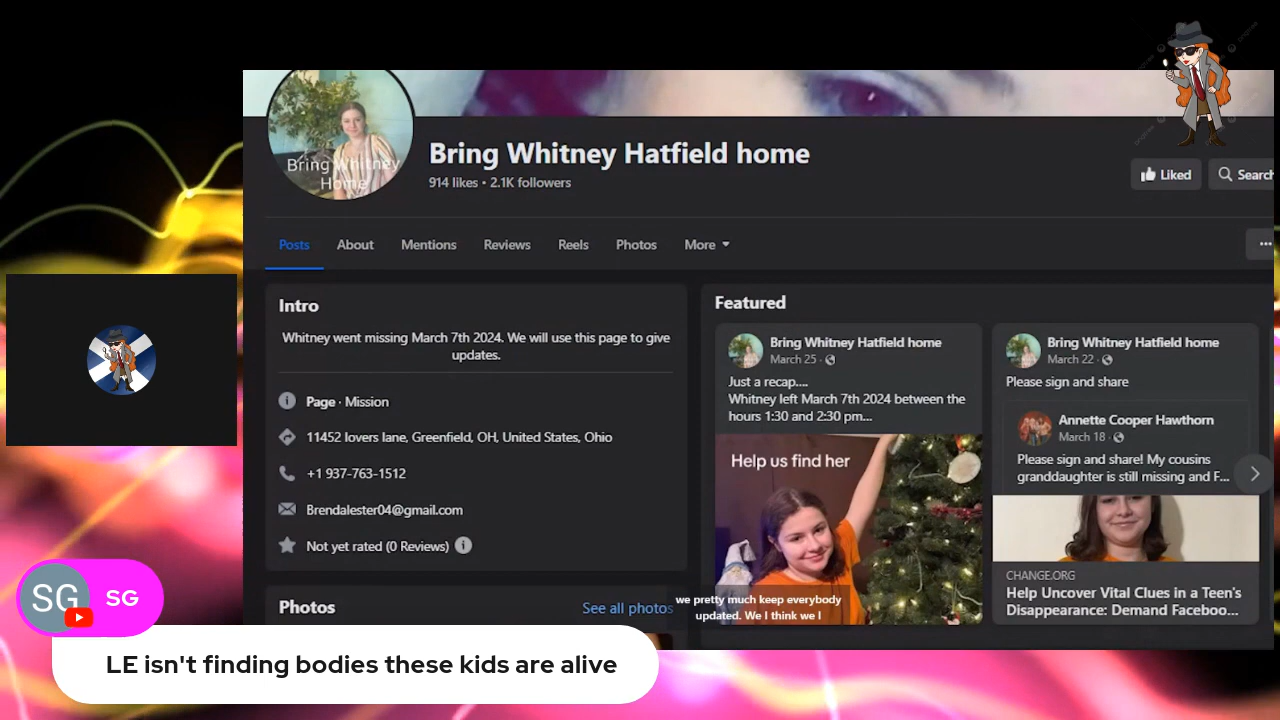 Bring Whitney
Home
Bring Whitney Hatfield home
914 likes • 2.1K followers
Liked
Search
Posts
About
Mentions
Reviews
Reels
Photos
More
Intro
Whitney went missing March 7th 2024. We will use this page to give
updates.
Page · Mission
11452 lovers lane, Greenfield, OH, United States, Ohio
+1 937-763-1512
Brendalester04@gmail.com
Not yet rated (0 Reviews)
Photos
See all photos
Featured
Bring Whitney Hatfield home
March 25 ·
Just a recap....
Whitney left March 7th 2024 between the
hours 1:30 and 2:30 pm...
Help us find her
Bring Whitney Hatfield home
March 22 ·
Please sign and share
Annette Cooper Hawthorn
March 18 ·
Please sign and share! My cousins
granddaughter is still missing and F...
CHANGE.ORG
Help Uncover Vital Clues in a Teen's
Disappearance: Demand Faceboo...
we pretty much keep everybody
updated. We I think we I
SG
SG
LE isn't finding bodies these kids are alive